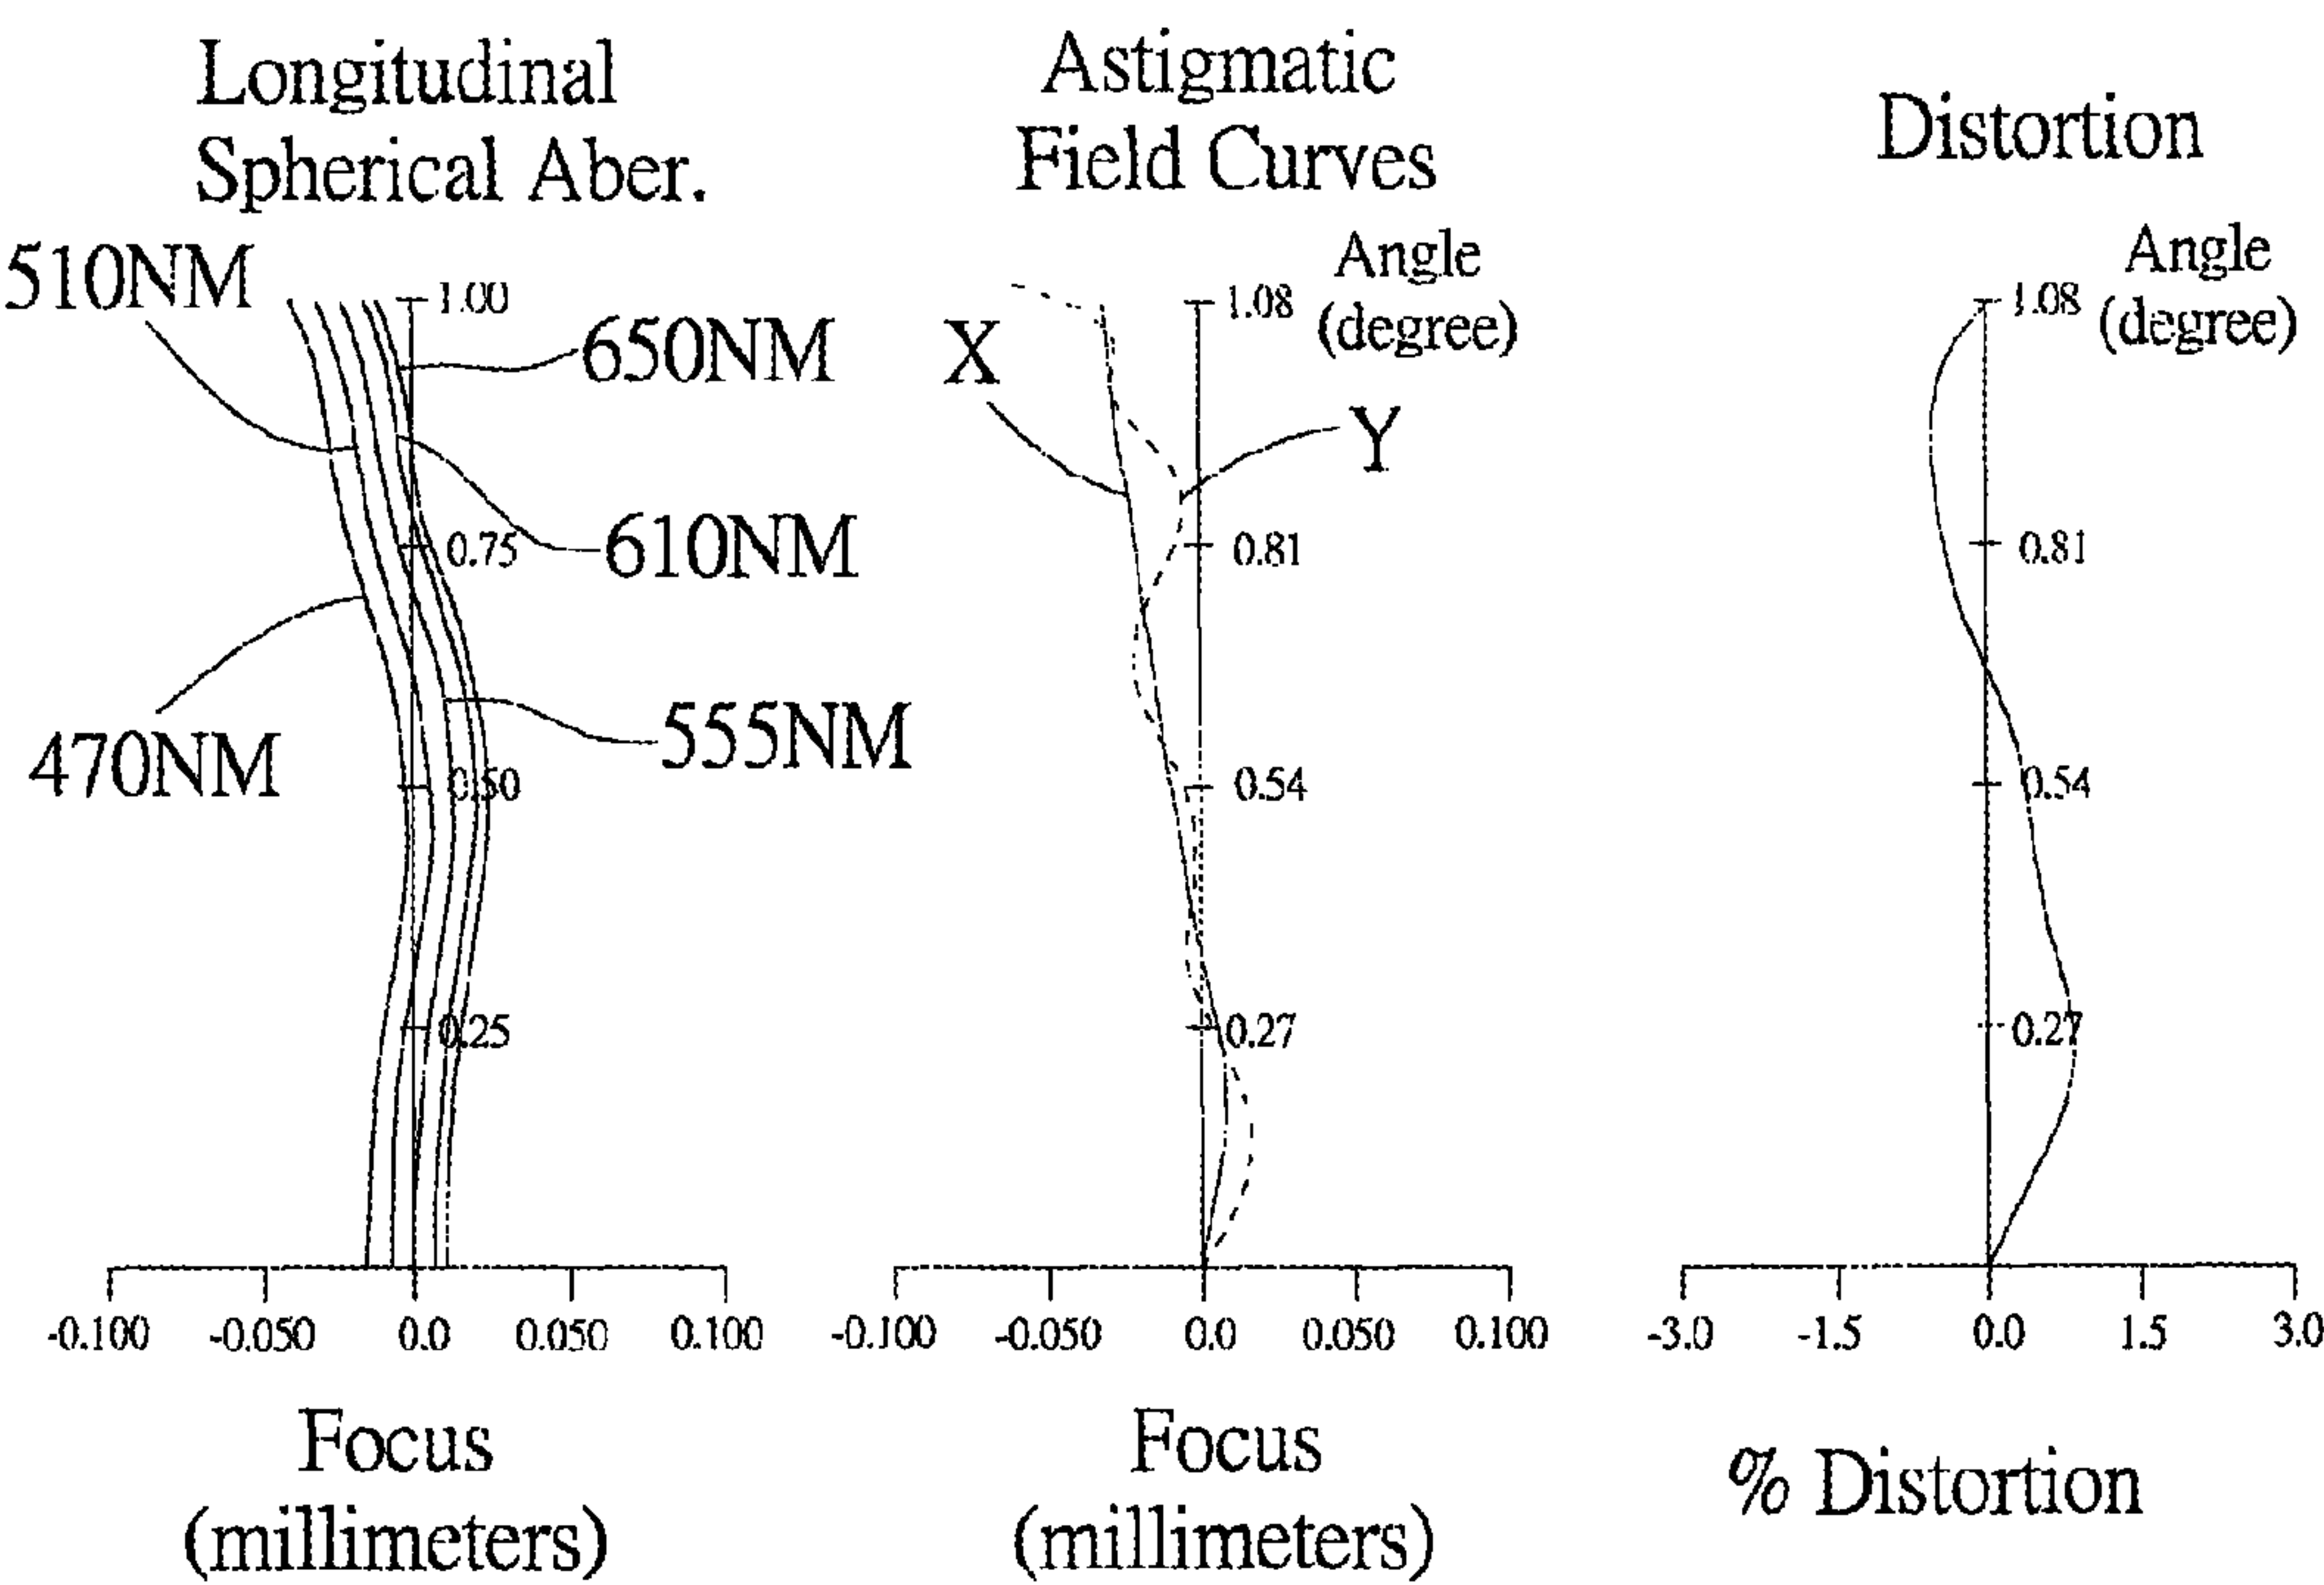 Longitudinal
Spherical Aber.
510NM
1.00
650NM
0.75
610NM
470NM
555NM
0.50
0.25
-0.100 -0.050 0.0 0.050 0.100
Focus
(millimeters)
Astigmatic
Field Curves
Angle
(degree)
1.08
X
Y
0.81
0.54
0.27
-0.100 -0.050 0.0 0.050 0.100
Focus
(millimeters)
Distortion
Angle
(degree)
1.08
0.81
0.54
0.27
-3.0 -1.5 0.0 1.5 3.0
% Distortion